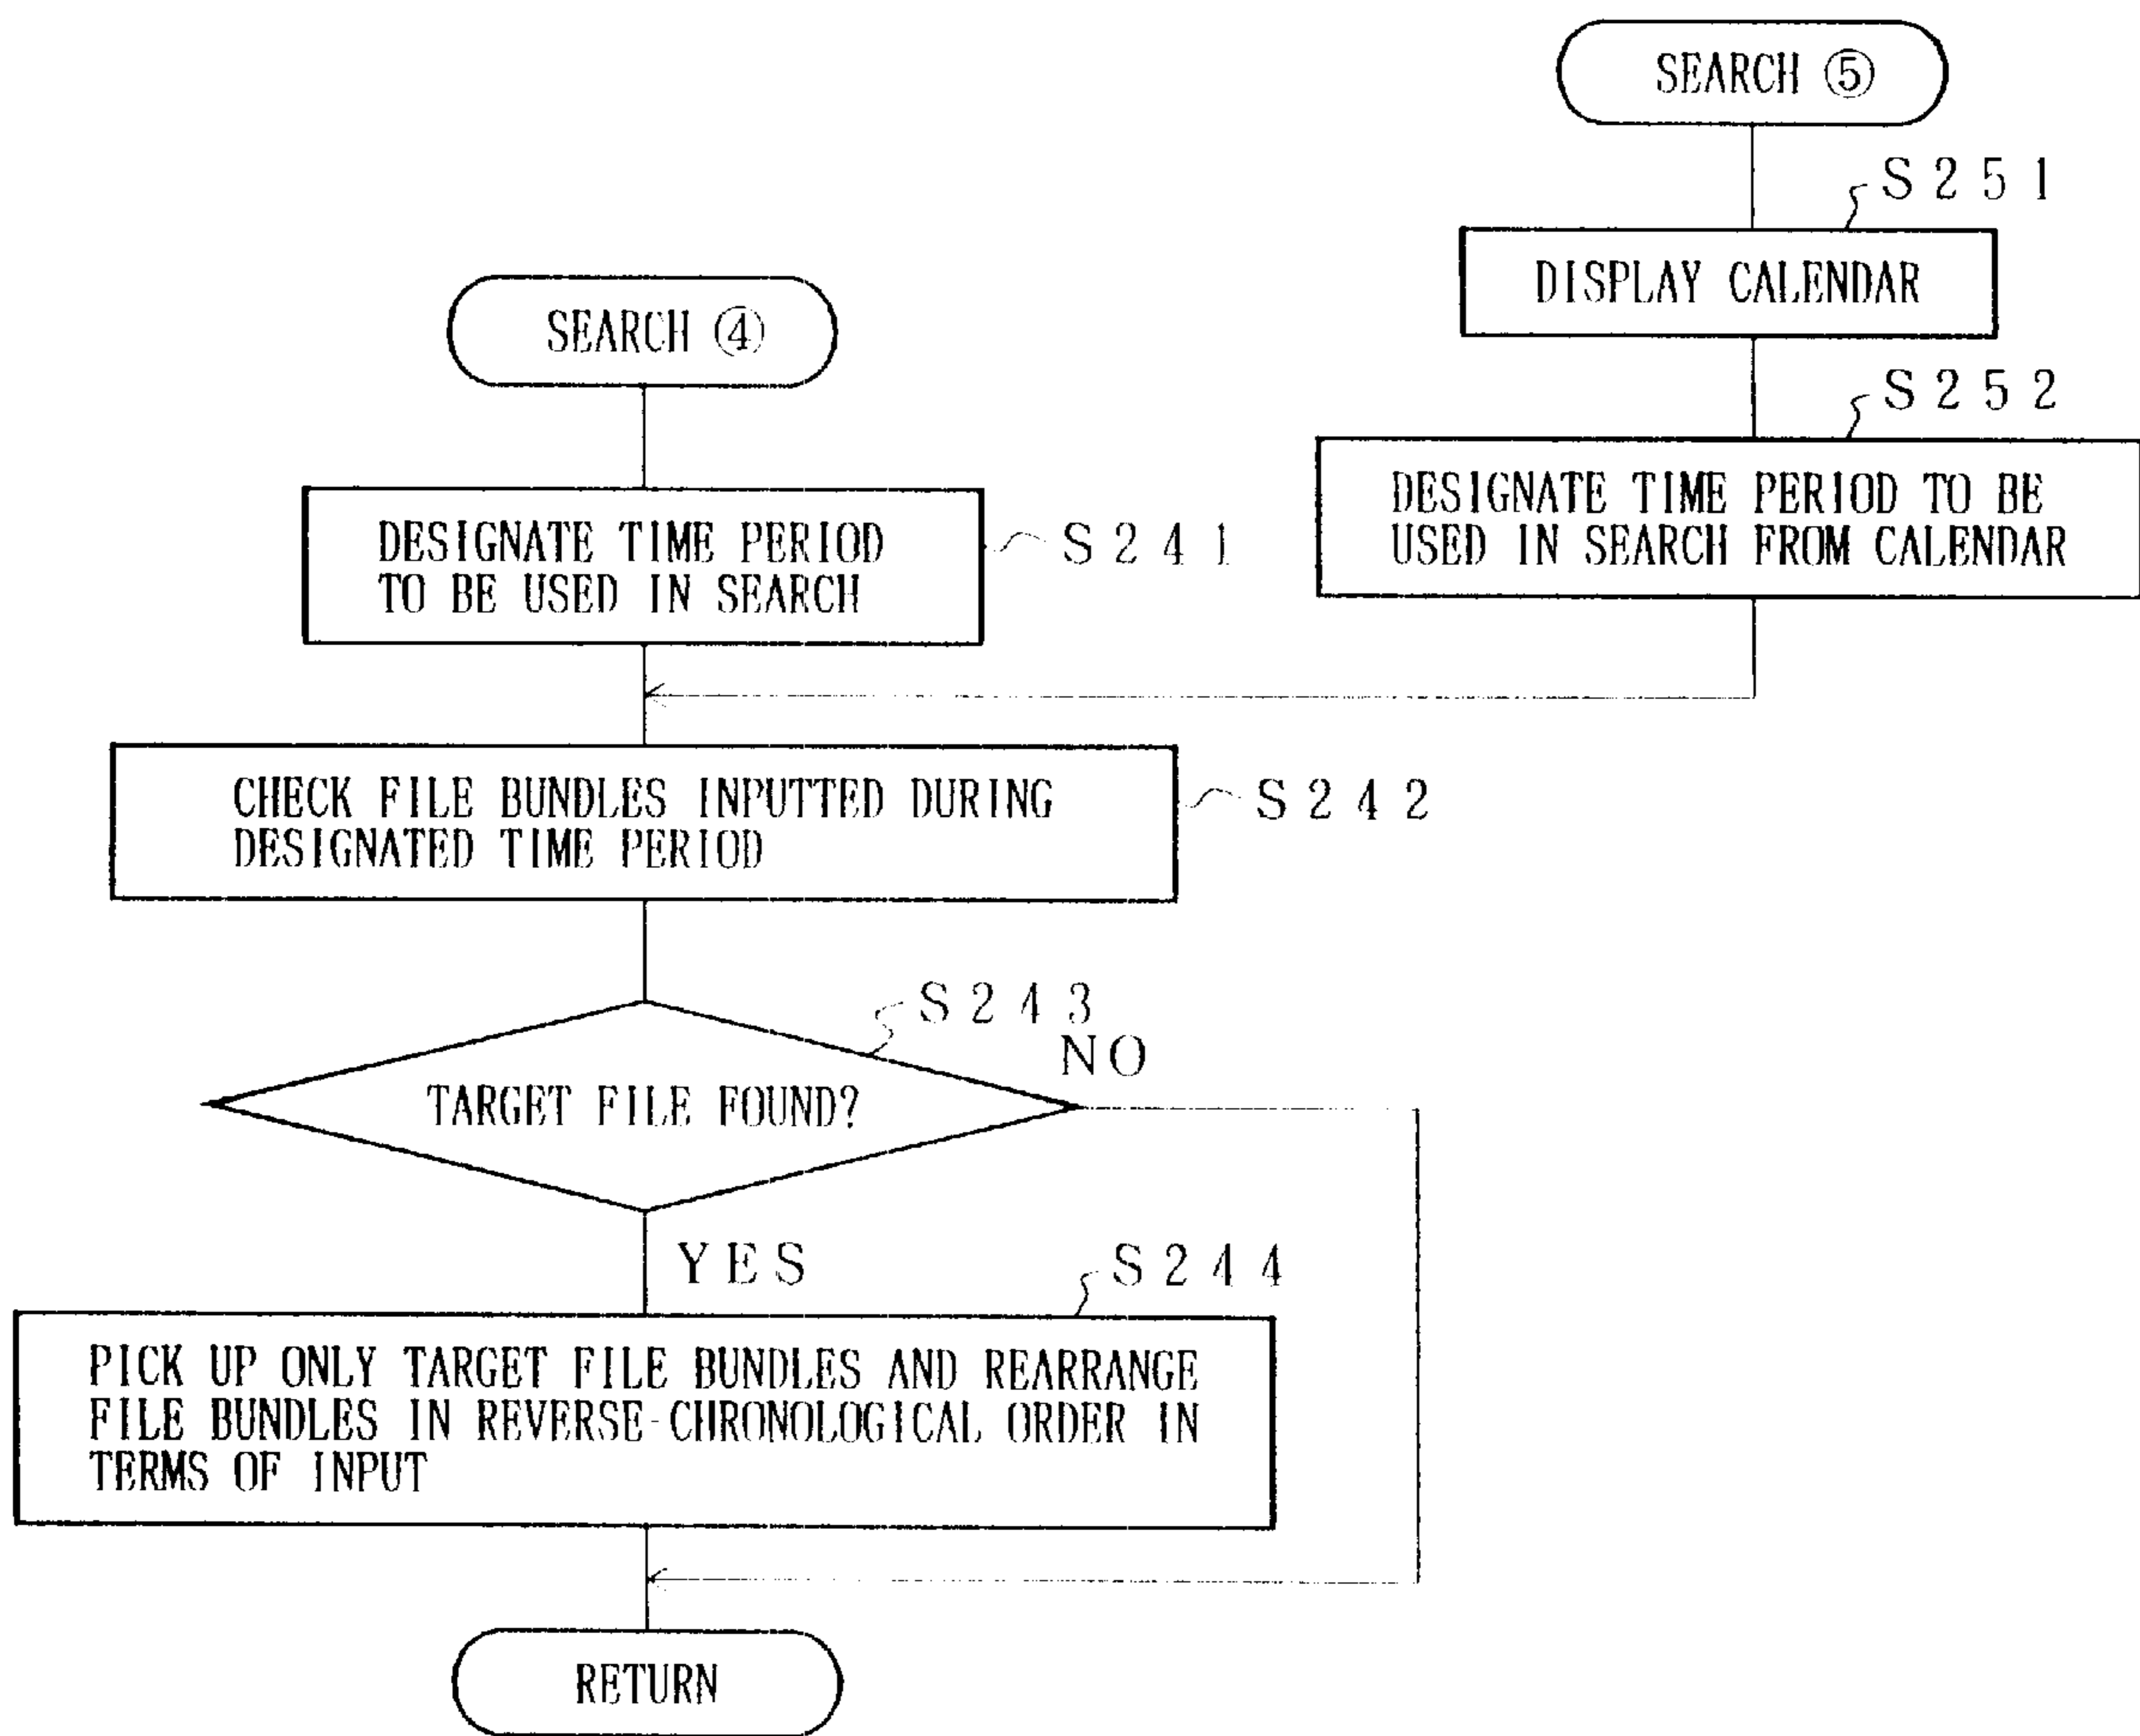 SEARCH ⑤
S251
DISPLAY CALENDAR
SEARCH ④
S252
DESIGNATE TIME PERIOD TO BE
USED IN SEARCH FROM CALENDAR
DESIGNATE TIME PERIOD
TO BE USED IN SEARCH
S241
CHECK FILE BUNDLES INPUTTED DURING
DESIGNATED TIME PERIOD
S242
S243
NO
TARGET FILE FOUND?
YES
S244
PICK UP ONLY TARGET FILE BUNDLES AND REARRANGE
FILE BUNDLES IN REVERSE-CHRONOLOGICAL ORDER IN
TERMS OF INPUT
RETURN